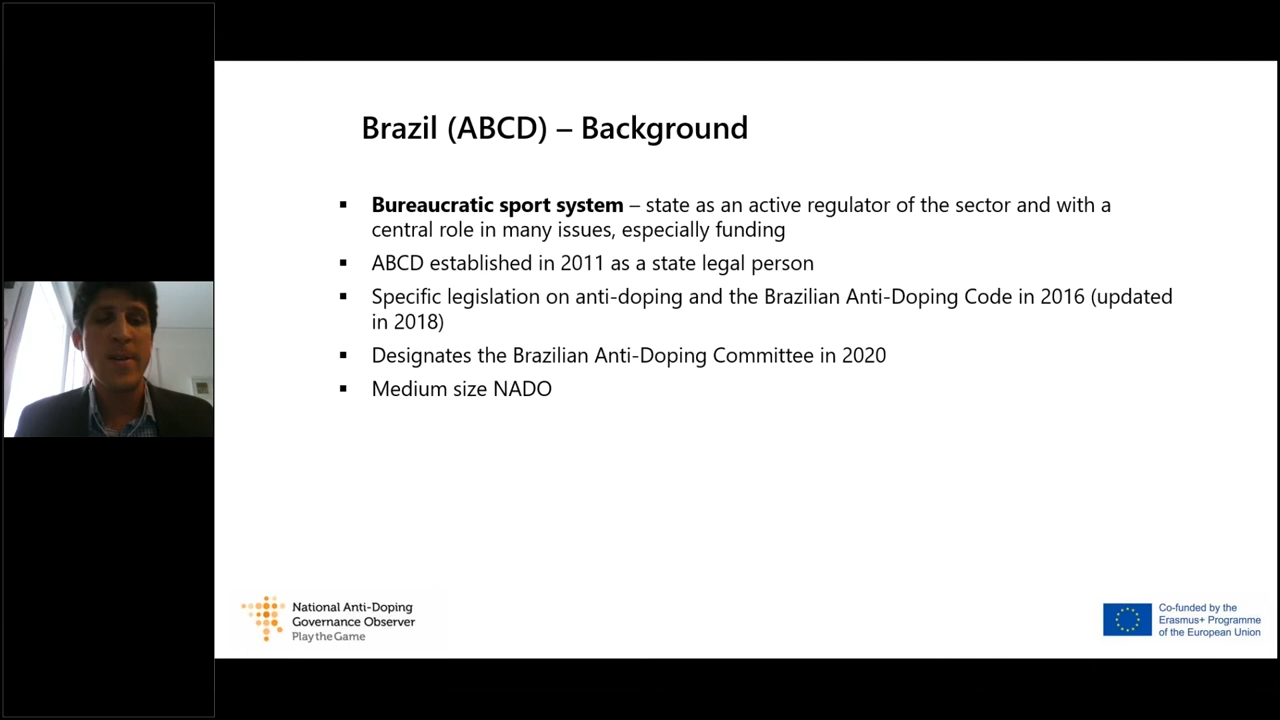 Brazil (ABCD) – Background
▪ Bureaucratic sport system – state as an active regulator of the sector and with a
central role in many issues, especially funding
▪ ABCD established in 2011 as a state legal person
▪ Specific legislation on anti-doping and the Brazilian Anti-Doping Code in 2016 (updated
in 2018)
▪ Designates the Brazilian Anti-Doping Committee in 2020
▪ Medium size NADO
National Anti-Doping
Governance Observer
Play the Game
Co-funded by the
Erasmus+ Programme
of the European Union